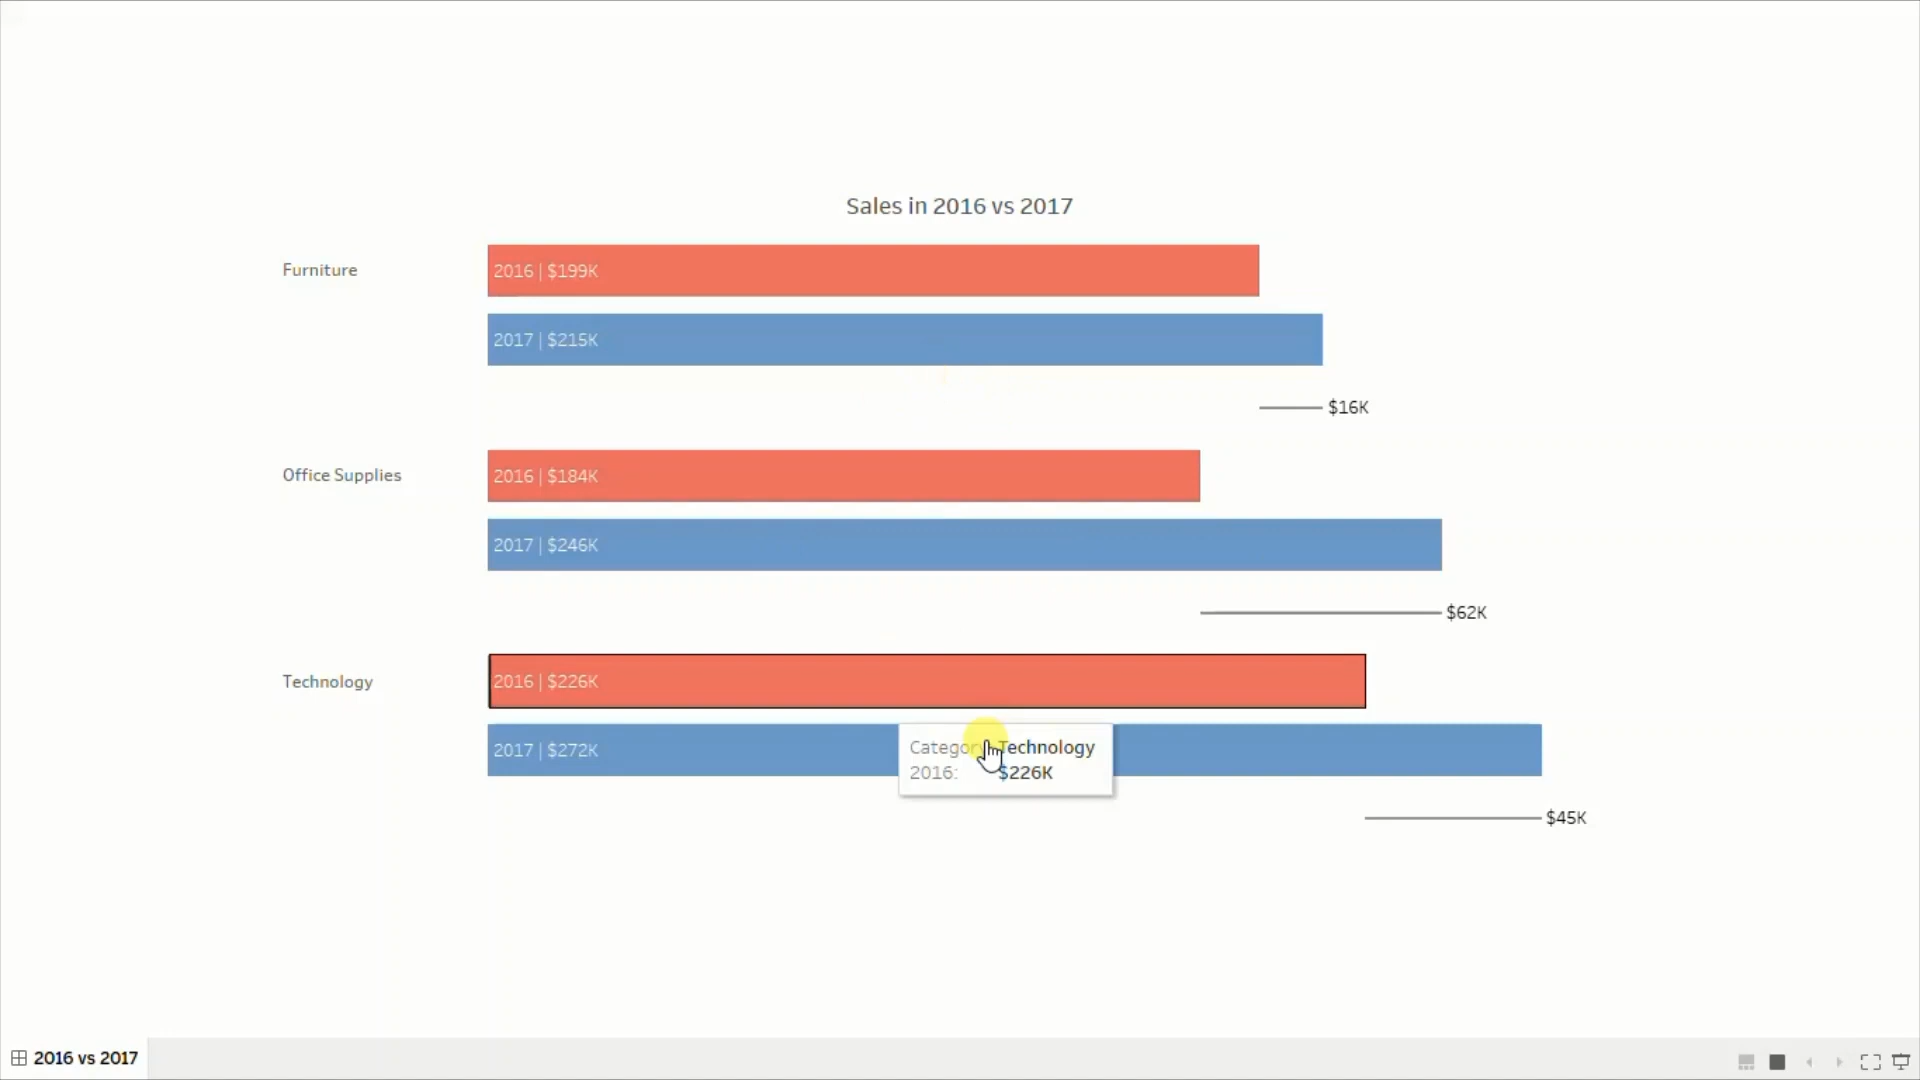 Sales in 2016 vs 2017
Furniture
2016 | $199K
2017 | $215K
$16K
Office Supplies
2016 | $184K
2017 | $246K
$62K
Technology
2016 | $226K
2017 | $272K
Category: Technology
2016: $226K
$45K
2016 vs 2017